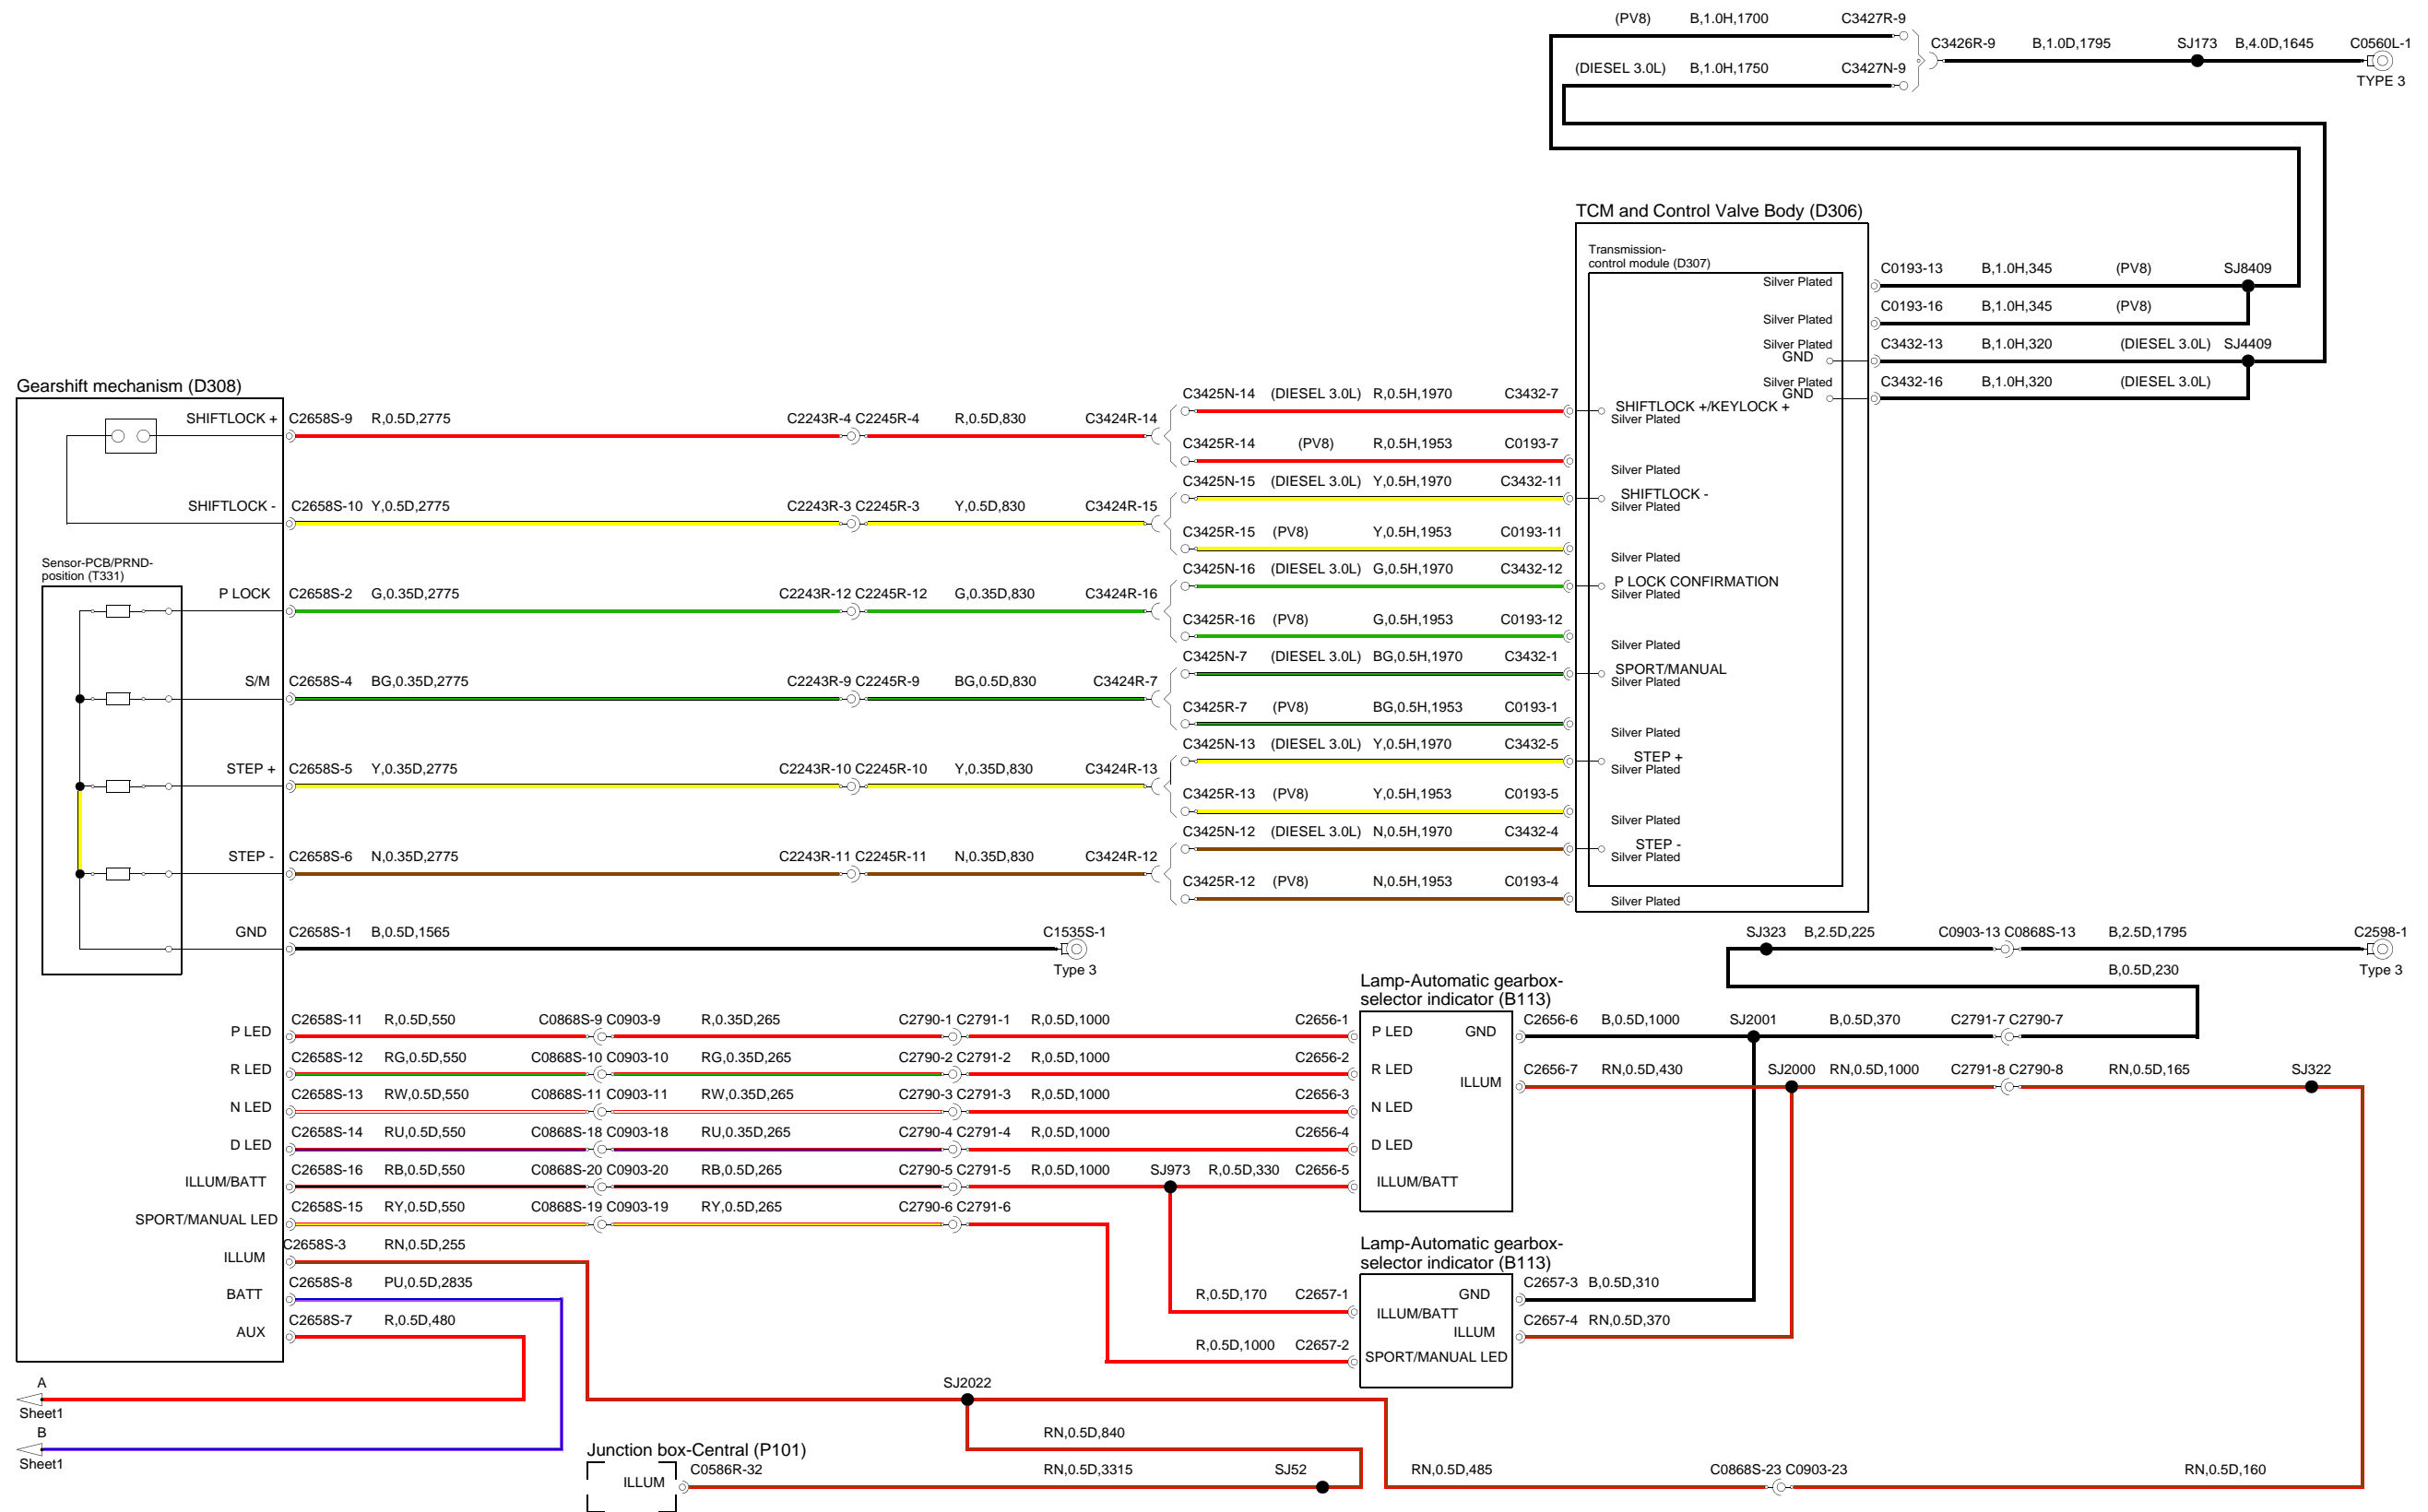 (PV8) B,1.0H,1700 C3427R-9
C3426R-9 B,1.0D,1795 SJ173 B,4.0D,1645 C0560L-1
(DIESEL 3.0L) B,1.0H,1750 C3427N-9
TYPE 3
TCM and Control Valve Body (D306)
Transmission-
control module (D307)
Silver Plated
C0193-13 B,1.0H,345 (PV8) SJ8409
Silver Plated
C0193-16 B,1.0H,345 (PV8)
Silver Plated
GND
C3432-13 B,1.0H,320 (DIESEL 3.0L) SJ4409
Silver Plated
GND
C3432-16 B,1.0H,320 (DIESEL 3.0L)
Gearshift mechanism (D308)
SHIFTLOCK + C2658S-9 R,0.5D,2775 C2243R-4 C2245R-4 R,0.5D,830 C3424R-14
C3425N-14 (DIESEL 3.0L) R,0.5H,1970 C3432-7
SHIFTLOCK +/KEYLOCK +
Silver Plated
C3425R-14 (PV8) R,0.5H,1953 C0193-7
Silver Plated
SHIFTLOCK - C2658S-10 Y,0.5D,2775 C2243R-3 C2245R-3 Y,0.5D,830 C3424R-15
C3425N-15 (DIESEL 3.0L) Y,0.5H,1970 C3432-11
SHIFTLOCK -
Silver Plated
C3425R-15 (PV8) Y,0.5H,1953 C0193-11
Silver Plated
Sensor-PCB/PRND-
position (T331)
P LOCK C2658S-2 G,0.35D,2775 C2243R-12 C2245R-12 G,0.35D,830 C3424R-16
C3425N-16 (DIESEL 3.0L) G,0.5H,1970 C3432-12
P LOCK CONFIRMATION
Silver Plated
C3425R-16 (PV8) G,0.5H,1953 C0193-12
Silver Plated
S/M C2658S-4 BG,0.35D,2775 C2243R-9 C2245R-9 BG,0.5D,830 C3424R-7
C3425N-7 (DIESEL 3.0L) BG,0.5H,1970 C3432-1
SPORT/MANUAL
Silver Plated
C3425R-7 (PV8) BG,0.5H,1953 C0193-1
Silver Plated
STEP + C2658S-5 Y,0.35D,2775 C2243R-10 C2245R-10 Y,0.35D,830 C3424R-13
C3425N-13 (DIESEL 3.0L) Y,0.5H,1970 C3432-5
STEP +
Silver Plated
C3425R-13 (PV8) Y,0.5H,1953 C0193-5
Silver Plated
STEP - C2658S-6 N,0.35D,2775 C2243R-11 C2245R-11 N,0.35D,830 C3424R-12
C3425N-12 (DIESEL 3.0L) N,0.5H,1970 C3432-4
STEP -
Silver Plated
C3425R-12 (PV8) N,0.5H,1953 C0193-4
Silver Plated
GND C2658S-1 B,0.5D,1565 C1535S-1
Type 3
SJ323 B,2.5D,225 C0903-13 C0868S-13 B,2.5D,1795 C2598-1
Type 3
B,0.5D,230
Lamp-Automatic gearbox-
selector indicator (B113)
P LED C2658S-11 R,0.5D,550 C0868S-9 C0903-9 R,0.35D,265 C2790-1 C2791-1 R,0.5D,1000 C2656-1 P LED
GND C2656-6 B,0.5D,1000 SJ2001 B,0.5D,370 C2791-7 C2790-7
R LED C2658S-12 RG,0.5D,550 C0868S-10 C0903-10 RG,0.35D,265 C2790-2 C2791-2 R,0.5D,1000 C2656-2 R LED
ILLUM C2656-7 RN,0.5D,430 SJ2000 RN,0.5D,1000 C2791-8 C2790-8 RN,0.5D,165 SJ322
N LED C2658S-13 RW,0.5D,550 C0868S-11 C0903-11 RW,0.35D,265 C2790-3 C2791-3 R,0.5D,1000 C2656-3 N LED
D LED C2658S-14 RU,0.5D,550 C0868S-18 C0903-18 RU,0.35D,265 C2790-4 C2791-4 R,0.5D,1000 C2656-4 D LED
ILLUM/BATT C2658S-16 RB,0.5D,550 C0868S-20 C0903-20 RB,0.5D,265 C2790-5 C2791-5 R,0.5D,1000 SJ973 R,0.5D,330 C2656-5 ILLUM/BATT
SPORT/MANUAL LED C2658S-15 RY,0.5D,550 C0868S-19 C0903-19 RY,0.5D,265 C2790-6 C2791-6
ILLUM C2658S-3 RN,0.5D,255
Lamp-Automatic gearbox-
selector indicator (B113)
BATT C2658S-8 PU,0.5D,2835
R,0.5D,170 C2657-1 ILLUM/BATT
GND C2657-3 B,0.5D,310
AUX C2658S-7 R,0.5D,480
ILLUM C2657-4 RN,0.5D,370
R,0.5D,1000 C2657-2 SPORT/MANUAL LED
A
Sheet1
SJ2022
B
Sheet1
RN,0.5D,840
Junction box-Central (P101)
ILLUM C0586R-32 RN,0.5D,3315 SJ52 RN,0.5D,485 C0868S-23 C0903-23 RN,0.5D,160